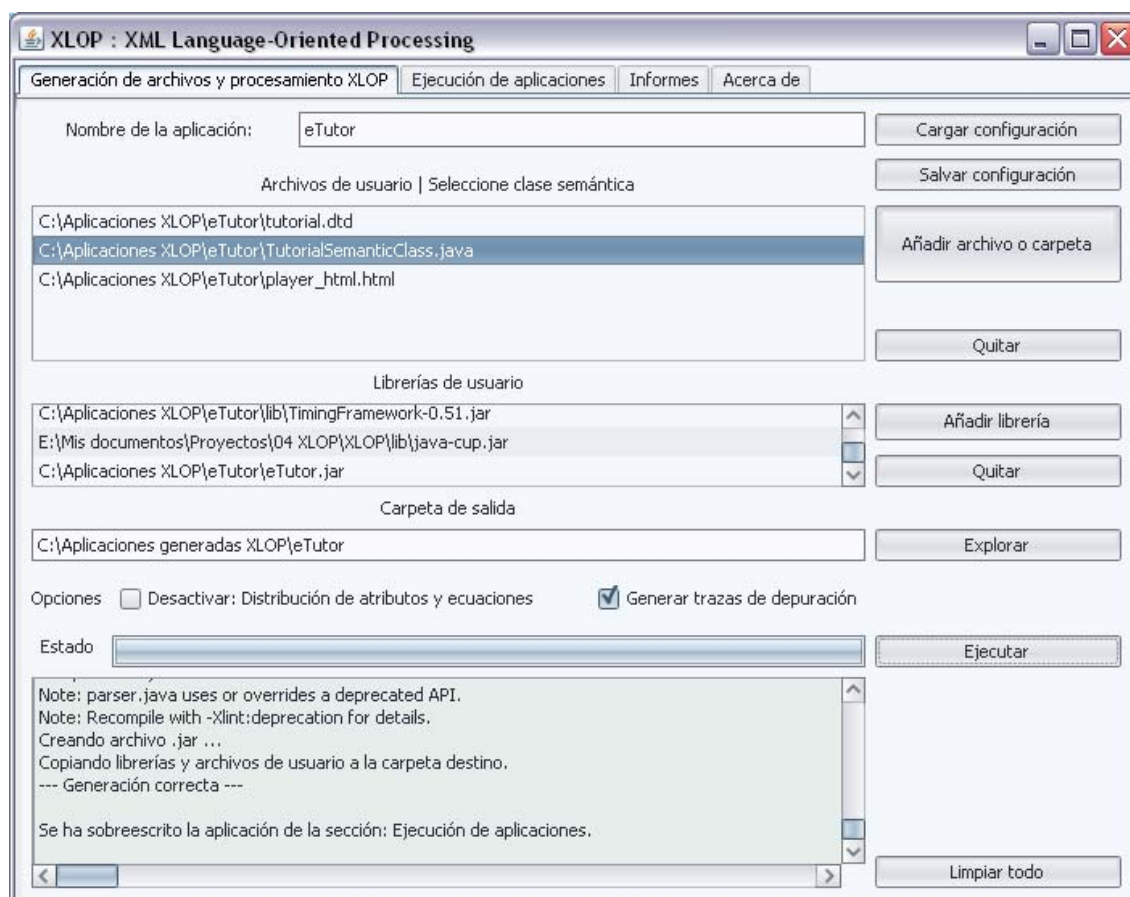 XLOP : XML Language-Oriented Processing
Generación de archivos y procesamiento XLOP
Ejecución de aplicaciones
Informes
Acerca de
Nombre de la aplicación:
eTutor
Cargar configuración
Salvar configuración
Archivos de usuario | Seleccione clase semántica
C:\Aplicaciones XLOP\eTutor\tutorial.dtd
C:\Aplicaciones XLOP\eTutor\TutorialSemanticClass.java
C:\Aplicaciones XLOP\eTutor\player_html.html
Añadir archivo o carpeta
Quitar
Librerías de usuario
C:\Aplicaciones XLOP\eTutor\lib\TimingFramework-0.51.jar
E:\Mis documentos\Proyectos\04 XLOP\XLOP\lib\java-cup.jar
C:\Aplicaciones XLOP\eTutor\eTutor.jar
Añadir librería
Quitar
Carpeta de salida
C:\Aplicaciones generadas XLOP\eTutor
Explorar
Opciones
Desactivar: Distribución de atributos y ecuaciones
Generar trazas de depuración
Estado
Ejecutar
Note: parser.java uses or overrides a deprecated API.
Note: Recompile with -Xlint:deprecation for details.
Creando archivo .jar ...
Copiando librerías y archivos de usuario a la carpeta destino.
--- Generación correcta ---
Se ha sobreescrito la aplicación de la sección: Ejecución de aplicaciones.
Limpiar todo